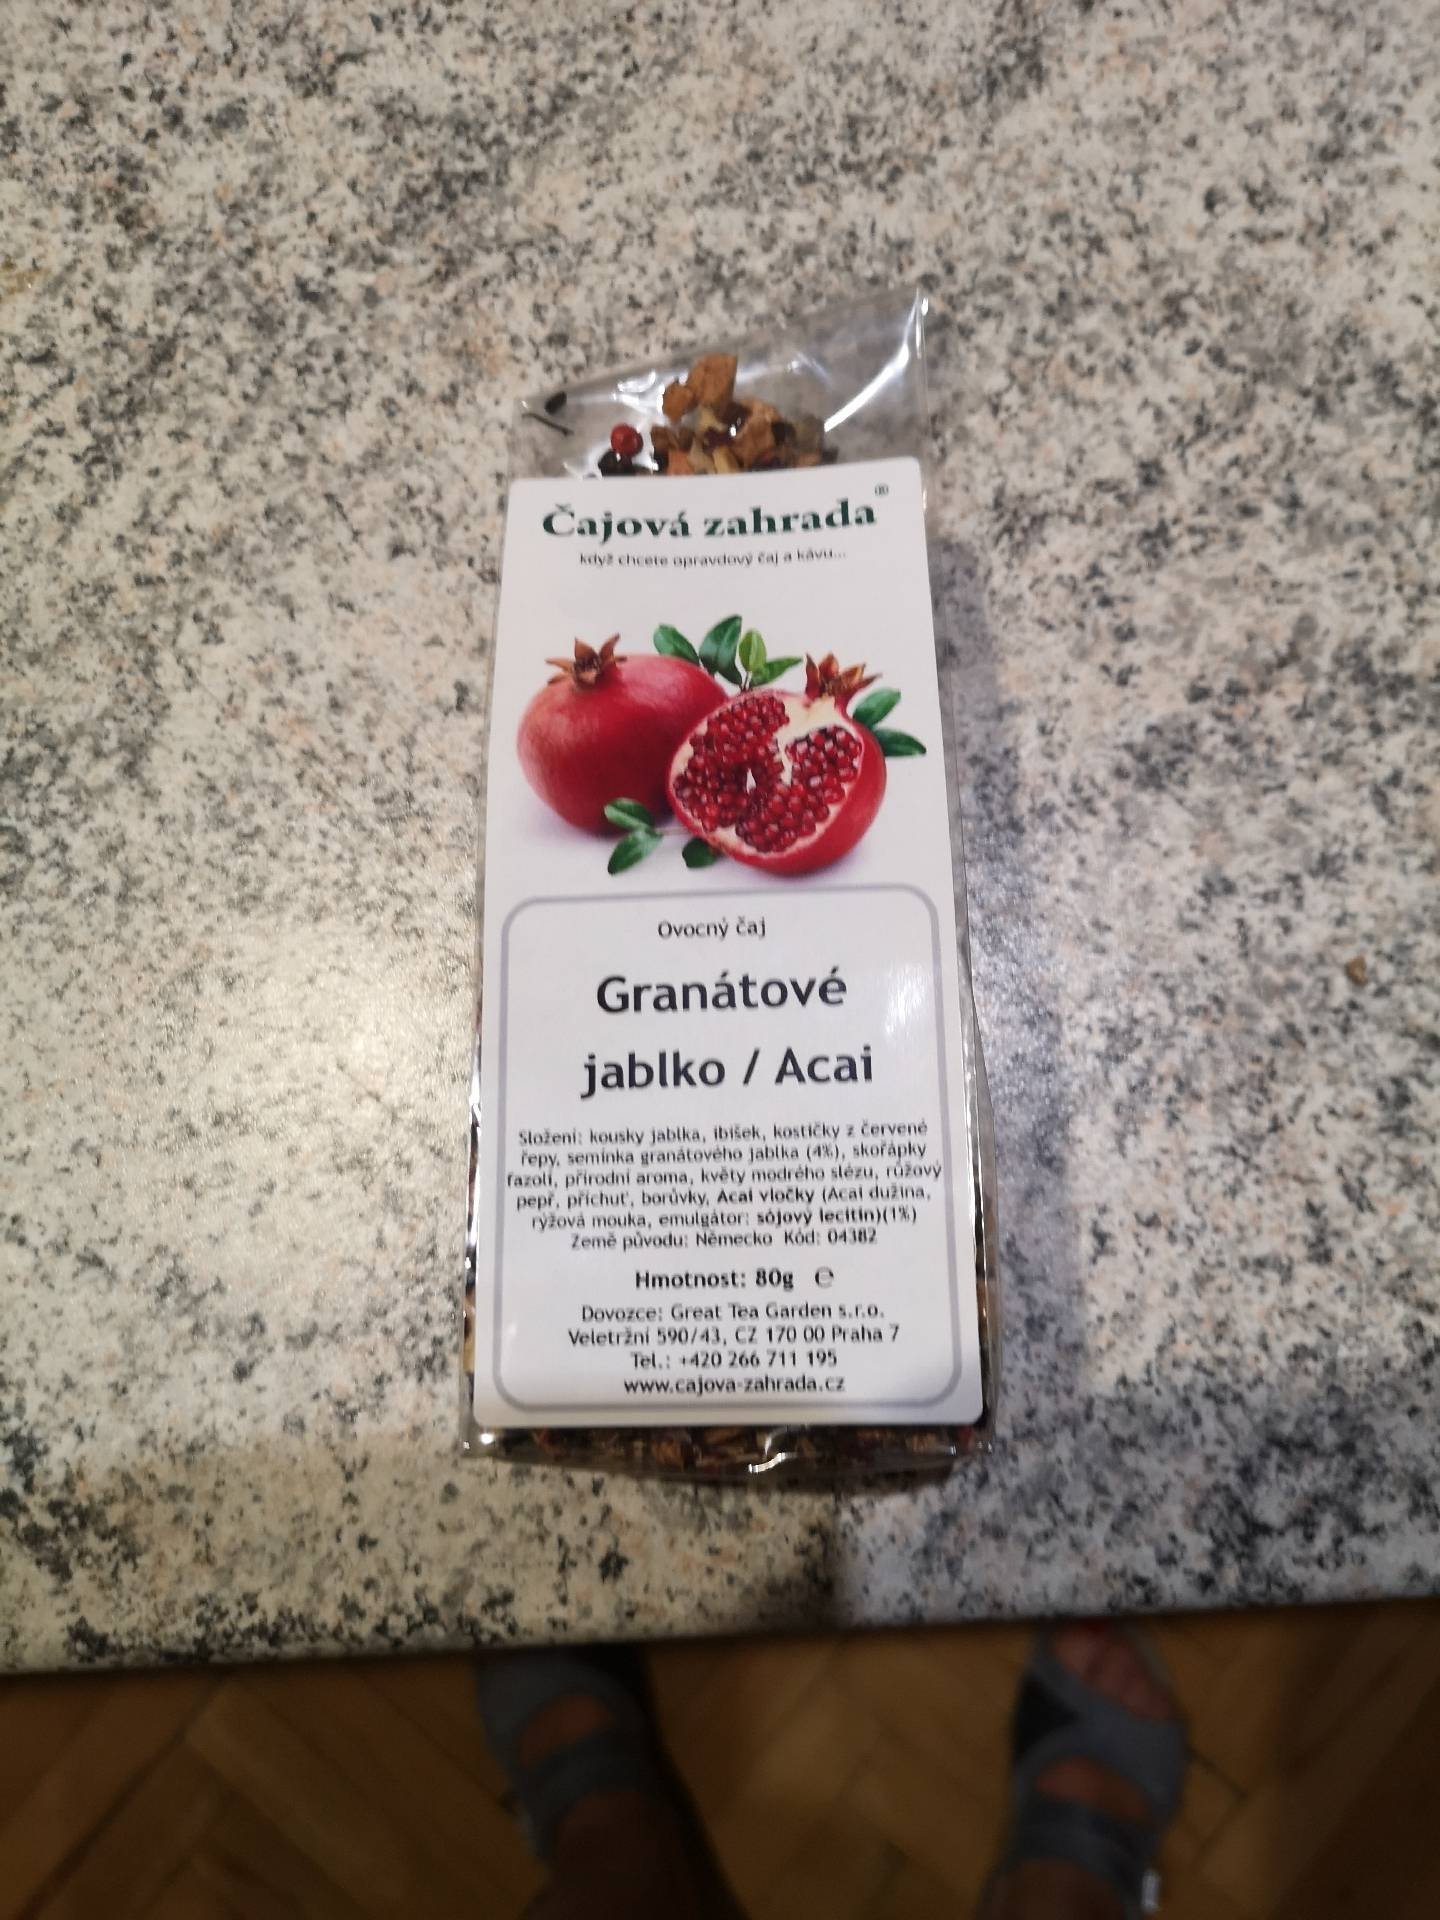 Čajová zahrada®
když chcete opravdový čaj a kávu...
Ovocný čaj
Granátové
jablko / Acai
Složení: kousky jablka, ibišek, kostičky z červené
řepy, semínka granátového jablka (4%), skořápky
fazolí, přírodní aroma, květy modrého slézu, růžový
pepř, příchuť, borůvky, Acai vločky (Acai dužina,
rýžová mouka, emulgátor: sójový lecitin)(1%)
Země původu: Německo Kód: 04382
Hmotnost: 80g ℮
Dovozce: Great Tea Garden s.r.o.
Veletržní 590/43, CZ 170 00 Praha 7
Tel.: +420 266 711 195
www.cajova-zahrada.cz